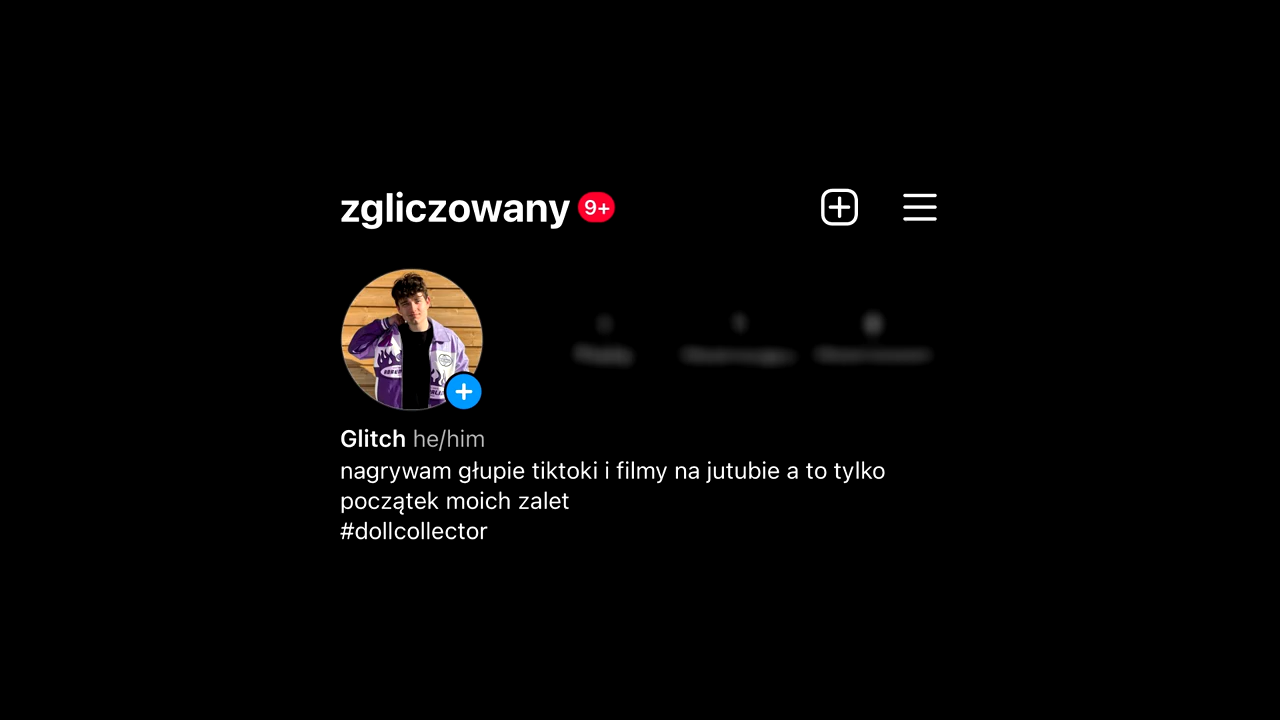 zgliczowany 9+
Glitch he/him
nagrywam głupie tiktoki i filmy na jutubie a to tylko
początek moich zalet
#dollcollector